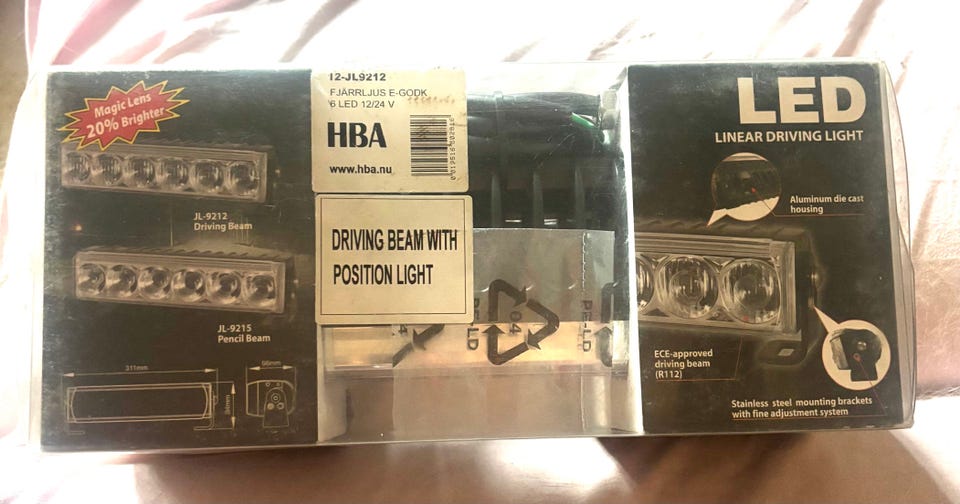 Magic Lens
20% Brighter
JL-9212
Driving Beam
JL-9215
Pencil Beam
311mm
12-JL9212
FJÄRRLJUS E-GODK
6 LED 12/24 V
HBA
www.hba.nu
DRIVING BEAM WITH
POSITION LIGHT
04
PE-LD
LED
LINEAR DRIVING LIGHT
Aluminum die cast
housing
ECE-approved
driving beam
(R112)
Stainless steel mounting brackets
with fine adjustment system